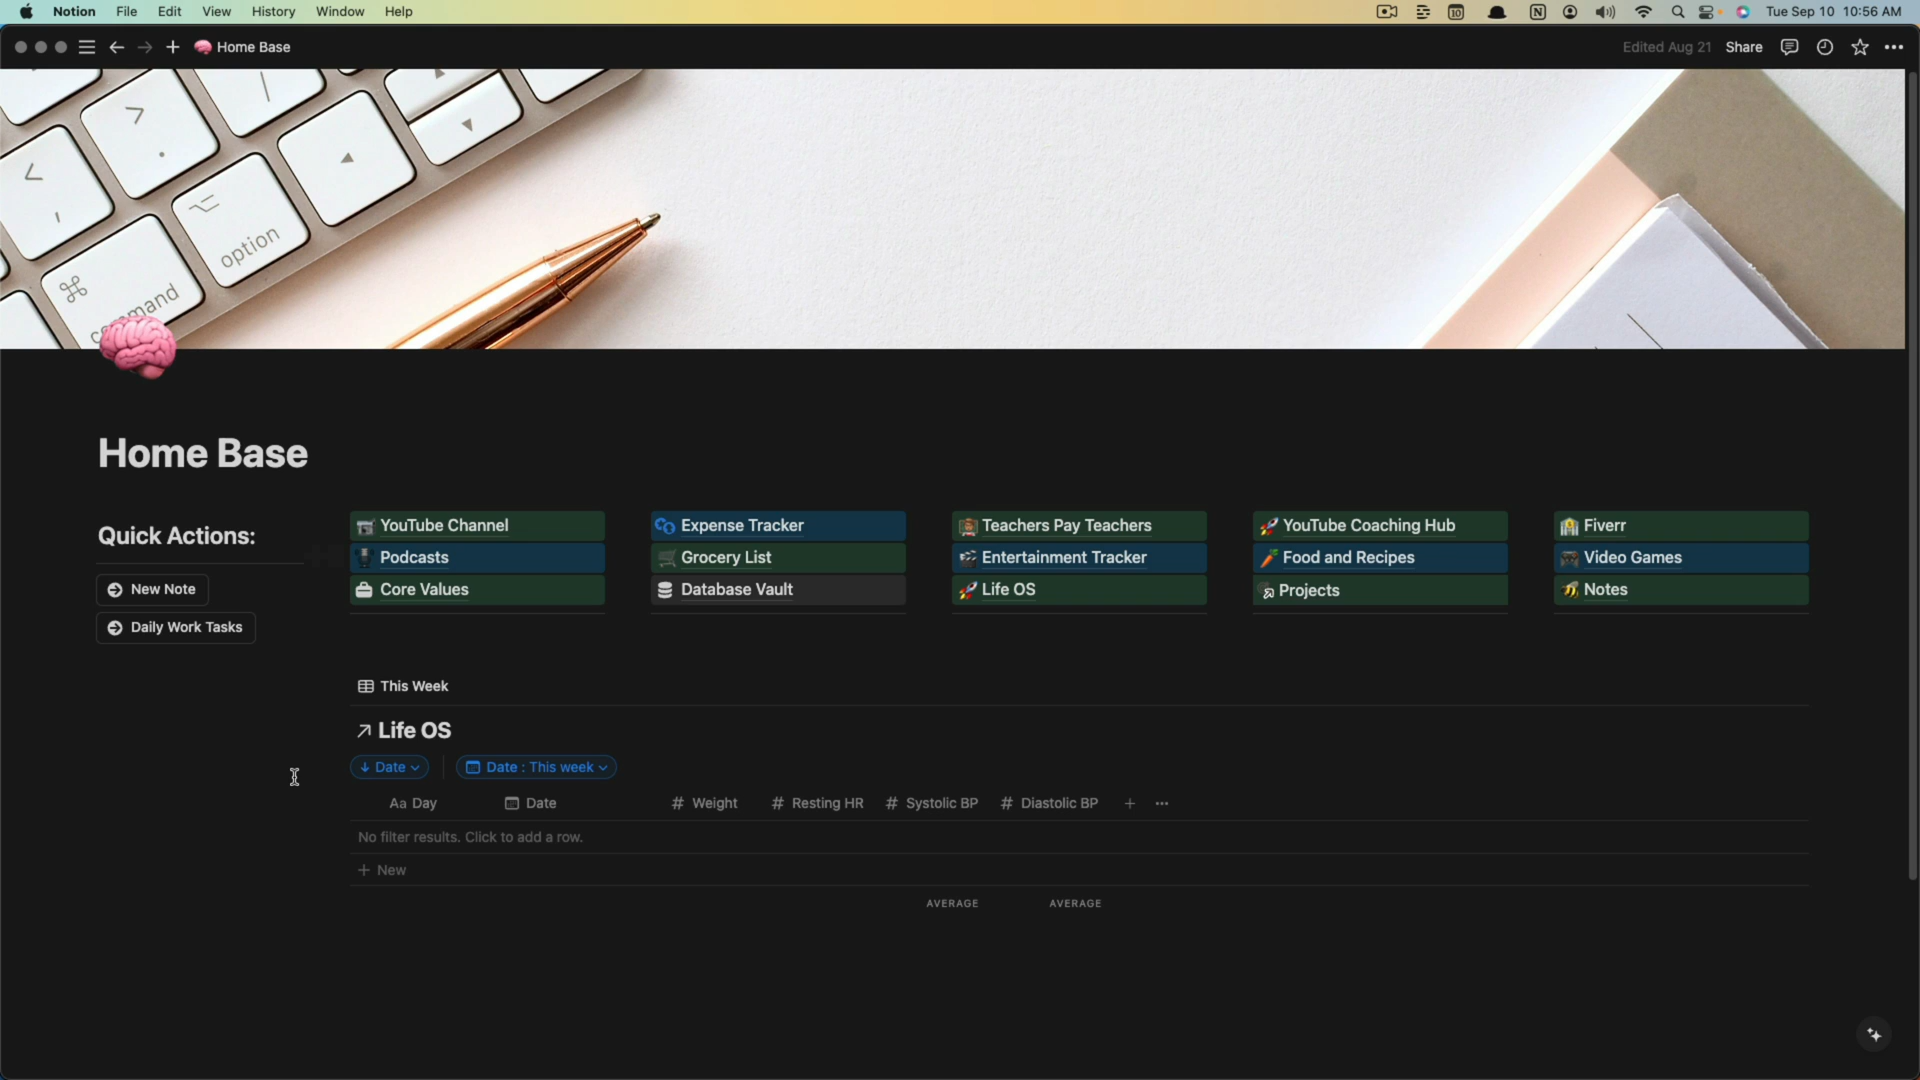 Notion File Edit View History Window Help 10 Tue Sep 10 10:56 AM
Home Base Edited Aug 21 Share
option
command
Home Base
Quick Actions:
New Note
Daily Work Tasks
YouTube Channel Expense Tracker Teachers Pay Teachers YouTube Coaching Hub Fiverr
Podcasts Grocery List Entertainment Tracker Food and Recipes Video Games
Core Values Database Vault Life OS Projects Notes
This Week
Life OS
Date Date : This week
Aa Day Date # Weight # Resting HR # Systolic BP # Diastolic BP + •••
No filter results. Click to add a row.
+ New
AVERAGE AVERAGE